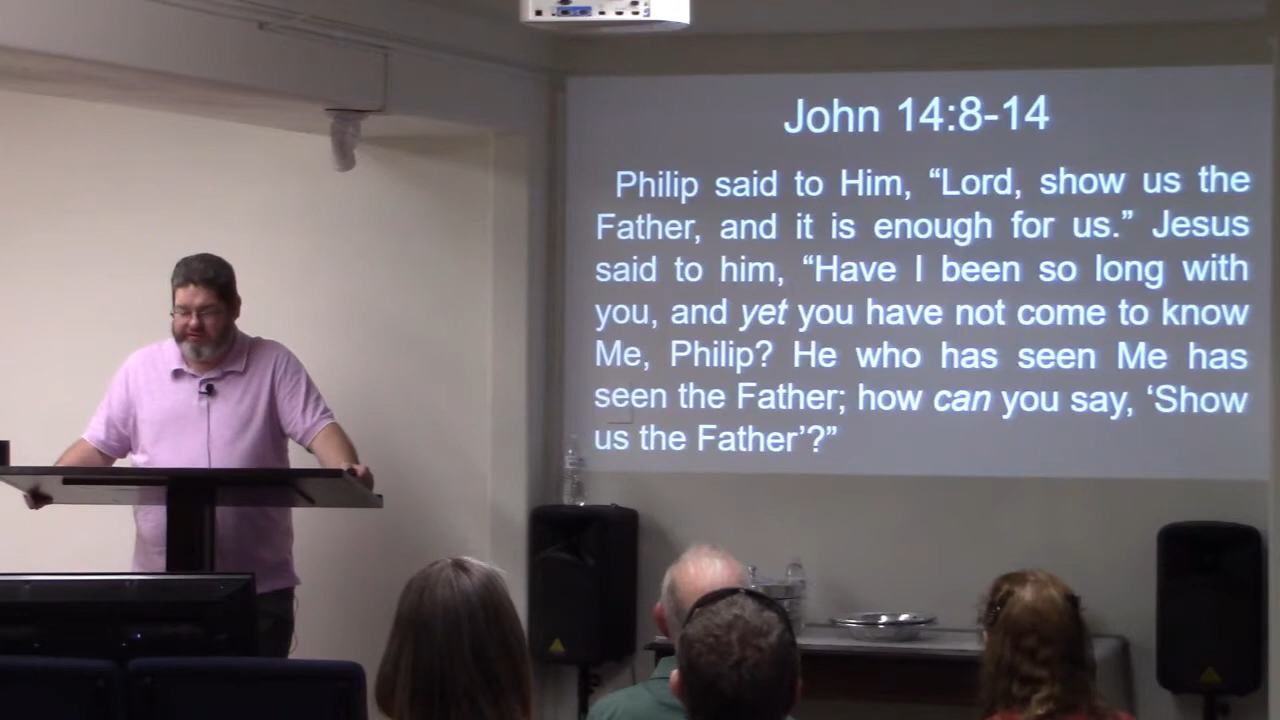 John 14:8-14
Philip said to Him, “Lord, show us the
Father, and it is enough for us.” Jesus
said to him, “Have I been so long with
you, and yet you have not come to know
Me, Philip? He who has seen Me has
seen the Father; how can you say, ‘Show
us the Father’?”